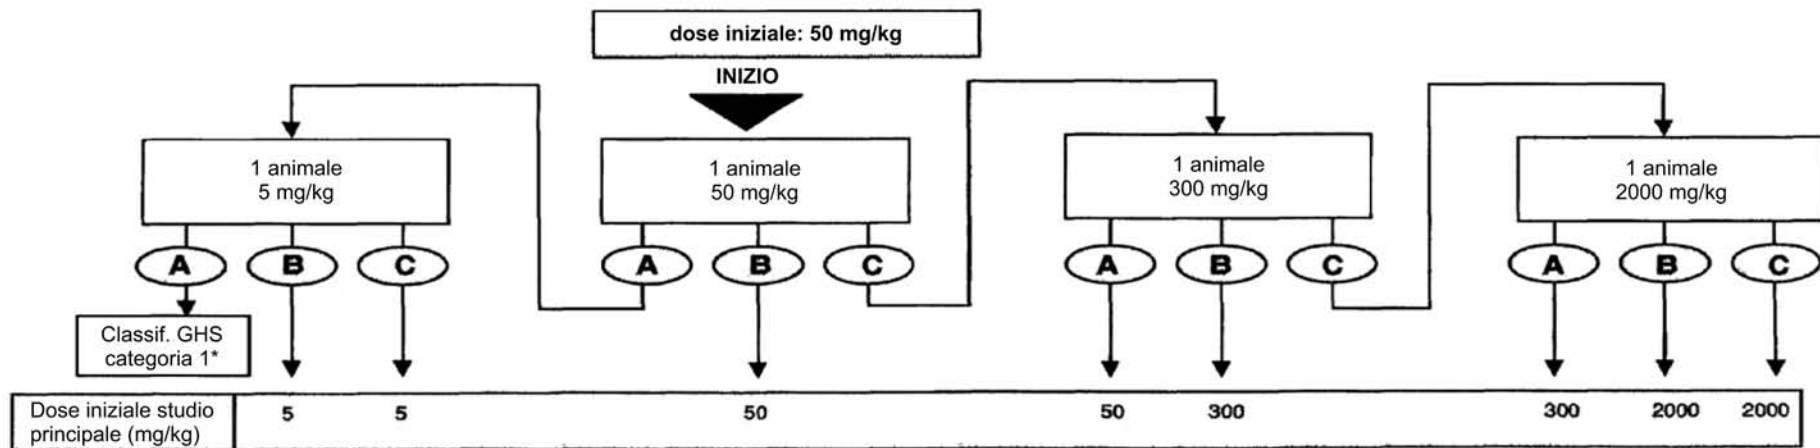 dose iniziale: 50 mg/kg
INIZIO
1 animale
5 mg/kg
1 animale
50 mg/kg
1 animale
300 mg/kg
1 animale
2000 mg/kg
A B C A B C A B C A B C
Classif. GHS
categoria 1*
Dose iniziale studio
principale (mg/kg)
5 5 50 50 300 300 2000 2000